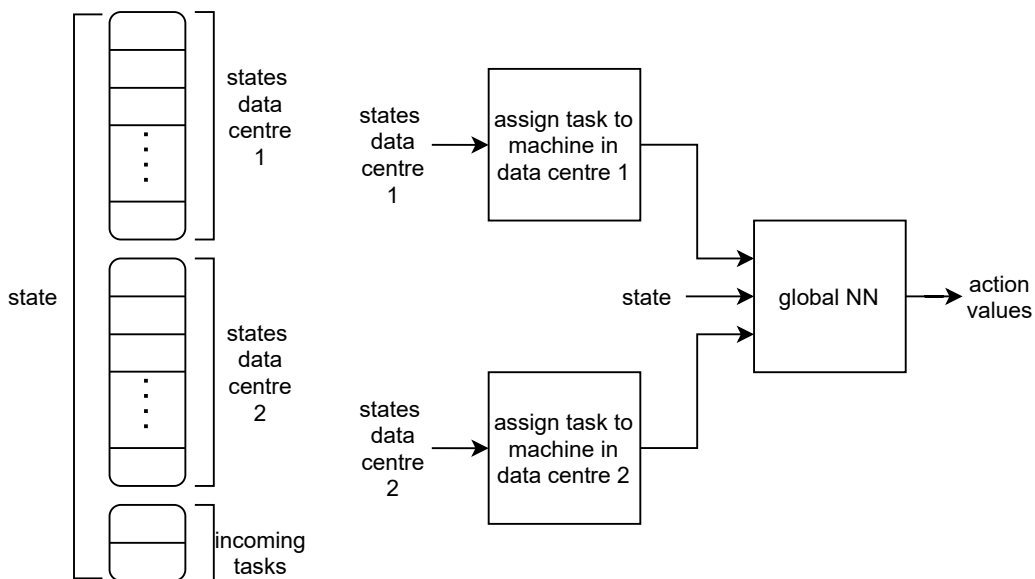 state
states
data
centre
1
states
data
centre
2
incoming
tasks
states
data
centre
1
assign task to
machine in
data centre 1
state
states
data
centre
2
assign task to
machine in
data centre 2
global NN
action
values